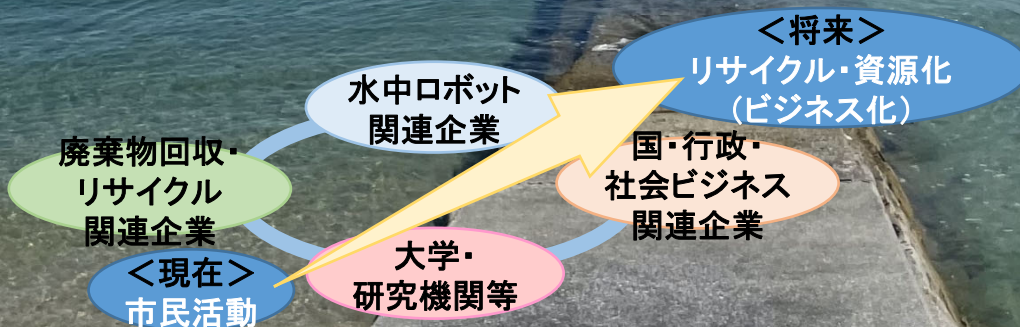 ＜将来＞
リサイクル・資源化
（ビジネス化）
水中ロボット
関連企業
廃棄物回収・
リサイクル
関連企業
国・行政・
社会ビジネス
関連企業
大学・
研究機関等
＜現在＞
市民活動